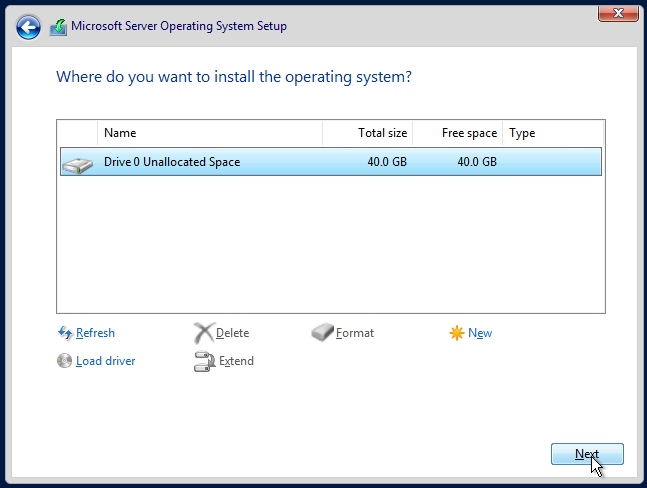 Microsoft Server Operating System Setup
Where do you want to install the operating system?
Name Total size Free space Type
Drive 0 Unallocated Space 40.0 GB 40.0 GB
Refresh Delete Format New
Load driver Extend
Next